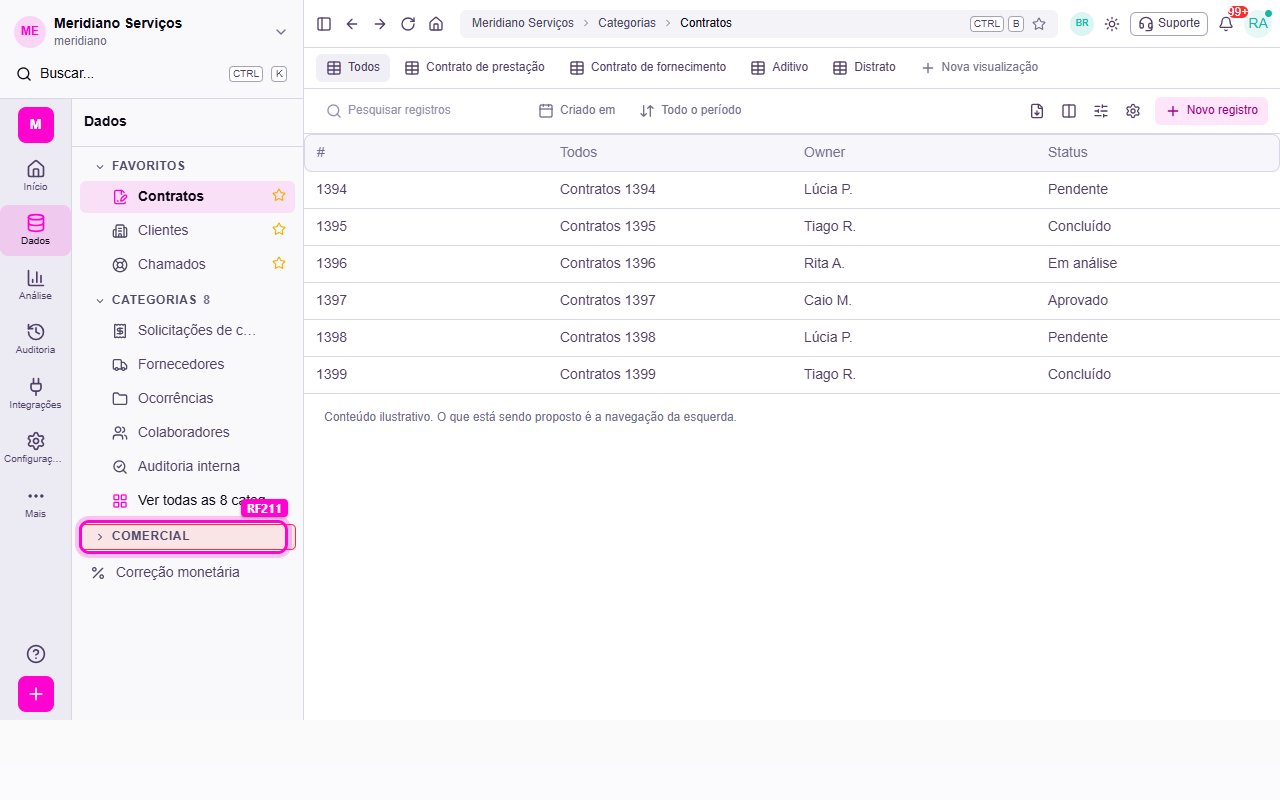 ME
Meridiano Serviços
meridiano
Buscar...
CTRL K
M
Início
Dados
Análise
Auditoria
Integrações
Configuraç...
Mais
Dados
FAVORITOS
Contratos
Clientes
Chamados
CATEGORIAS 8
Solicitações de c...
Fornecedores
Ocorrências
Colaboradores
Auditoria interna
Ver todas as 8 categ
RF211
COMERCIAL
Correção monetária
Meridiano Serviços > Categorias > Contratos
CTRL B
BR
Suporte
99+
RA
Todos
Contrato de prestação
Contrato de fornecimento
Aditivo
Distrato
Nova visualização
Pesquisar registros
Criado em
Todo o período
Novo registro
# Todos Owner Status
1394 Contratos 1394 Lúcia P. Pendente
1395 Contratos 1395 Tiago R. Concluído
1396 Contratos 1396 Rita A. Em análise
1397 Contratos 1397 Caio M. Aprovado
1398 Contratos 1398 Lúcia P. Pendente
1399 Contratos 1399 Tiago R. Concluído
Conteúdo ilustrativo. O que está sendo proposto é a navegação da esquerda.